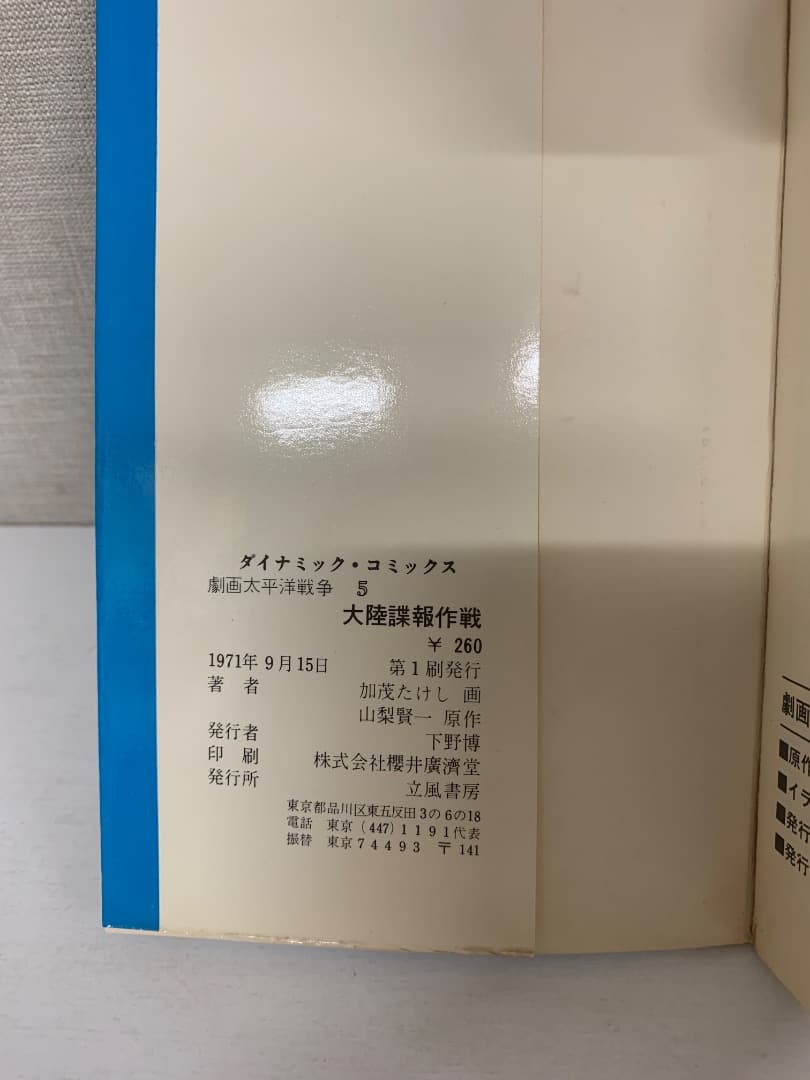 ダイナミック・コミックス
劇画太平洋戦争 5
大陸諜報作戦
¥ 260
1971年9月15日 第1刷発行
著者 加茂たけし 画
山梨賢一 原作
発行者 下野博
印刷 株式会社櫻井廣済堂
発行所 立風書房
東京都品川区東五反田3の6の18
電話 東京(447)1191代表
振替 東京74493 〒141
劇画
■原作
■イラ
■発行
■発行